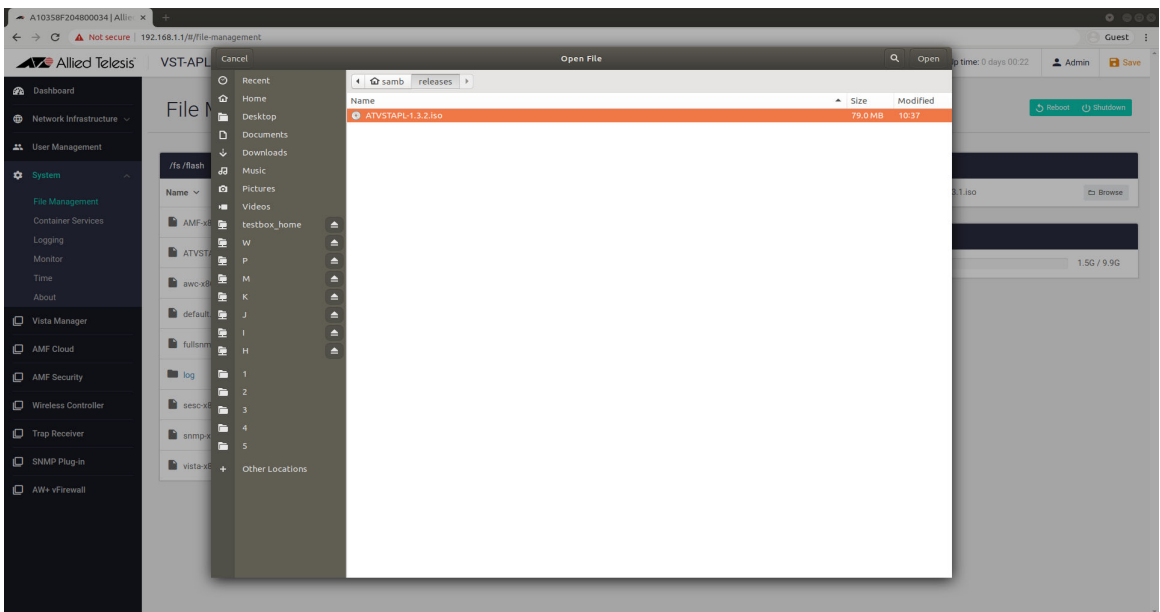 A10358F204800034 | Allie
Not secure 192.168.1.1/#/file-management
Guest
Allied Telesis
VST-APL
Up time: 0 days 00:22
Admin
Save
Cancel
Open File
Open
Dashboard
Network Infrastructure
User Management
System
File Management
Container Services
Logging
Monitor
Time
About
Vista Manager
AMF Cloud
AMF Security
Wireless Controller
Trap Receiver
SNMP Plug-in
AW+ vFirewall
File M
Reboot
Shutdown
/fs /flash
Name
AMF-x8
ATVSTA
awc-x8
default
fullsnm
log
sesc-x8
snmp-x
vista-x8
Recent
Home
Desktop
Documents
Downloads
Music
Pictures
Videos
testbox_home
W
P
M
K
J
I
H
1
2
3
4
5
Other Locations
samb releases
Name Size Modified
ATVSTAPL-1.3.2.iso 79.0 MB 10:37
3.1.iso
Browse
1.5G / 9.9G